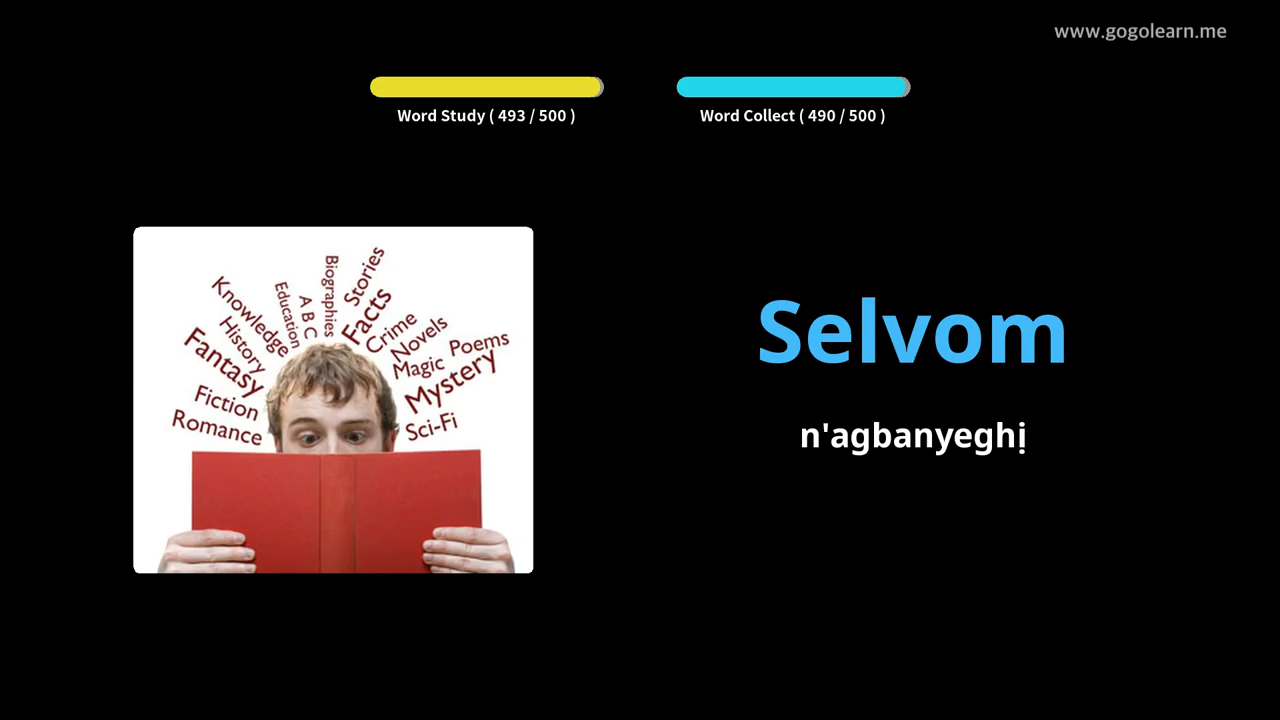 www.gogolearn.me
Word Study ( 493 / 500 )
Word Collect ( 490 / 500 )
Romance
Fiction
Fantasy
History
Knowledge
Education
A B C
Biographies
Stories
Facts
Crime
Novels
Magic
Poems
Mystery
Sci-Fi
Selvom
n'agbanyeghị